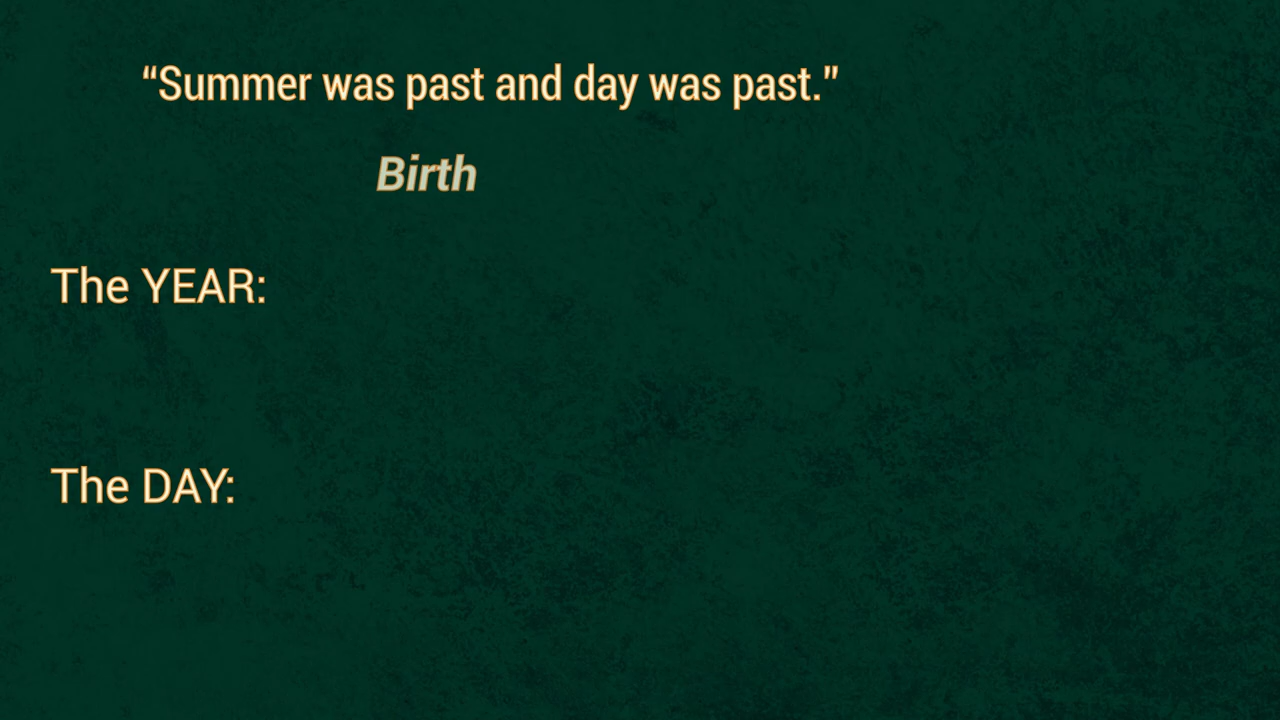 “Summer was past and day was past.”
Birth
The YEAR:
The DAY: